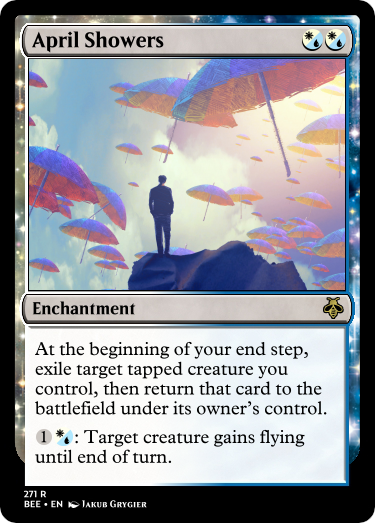 April Showers
Enchantment
At the beginning of your end step,
exile target tapped creature you
control, then return that card to the
battlefield under its owner's control.
1 : Target creature gains flying
until end of turn.
271 R
BEE • EN Jakub Grygier